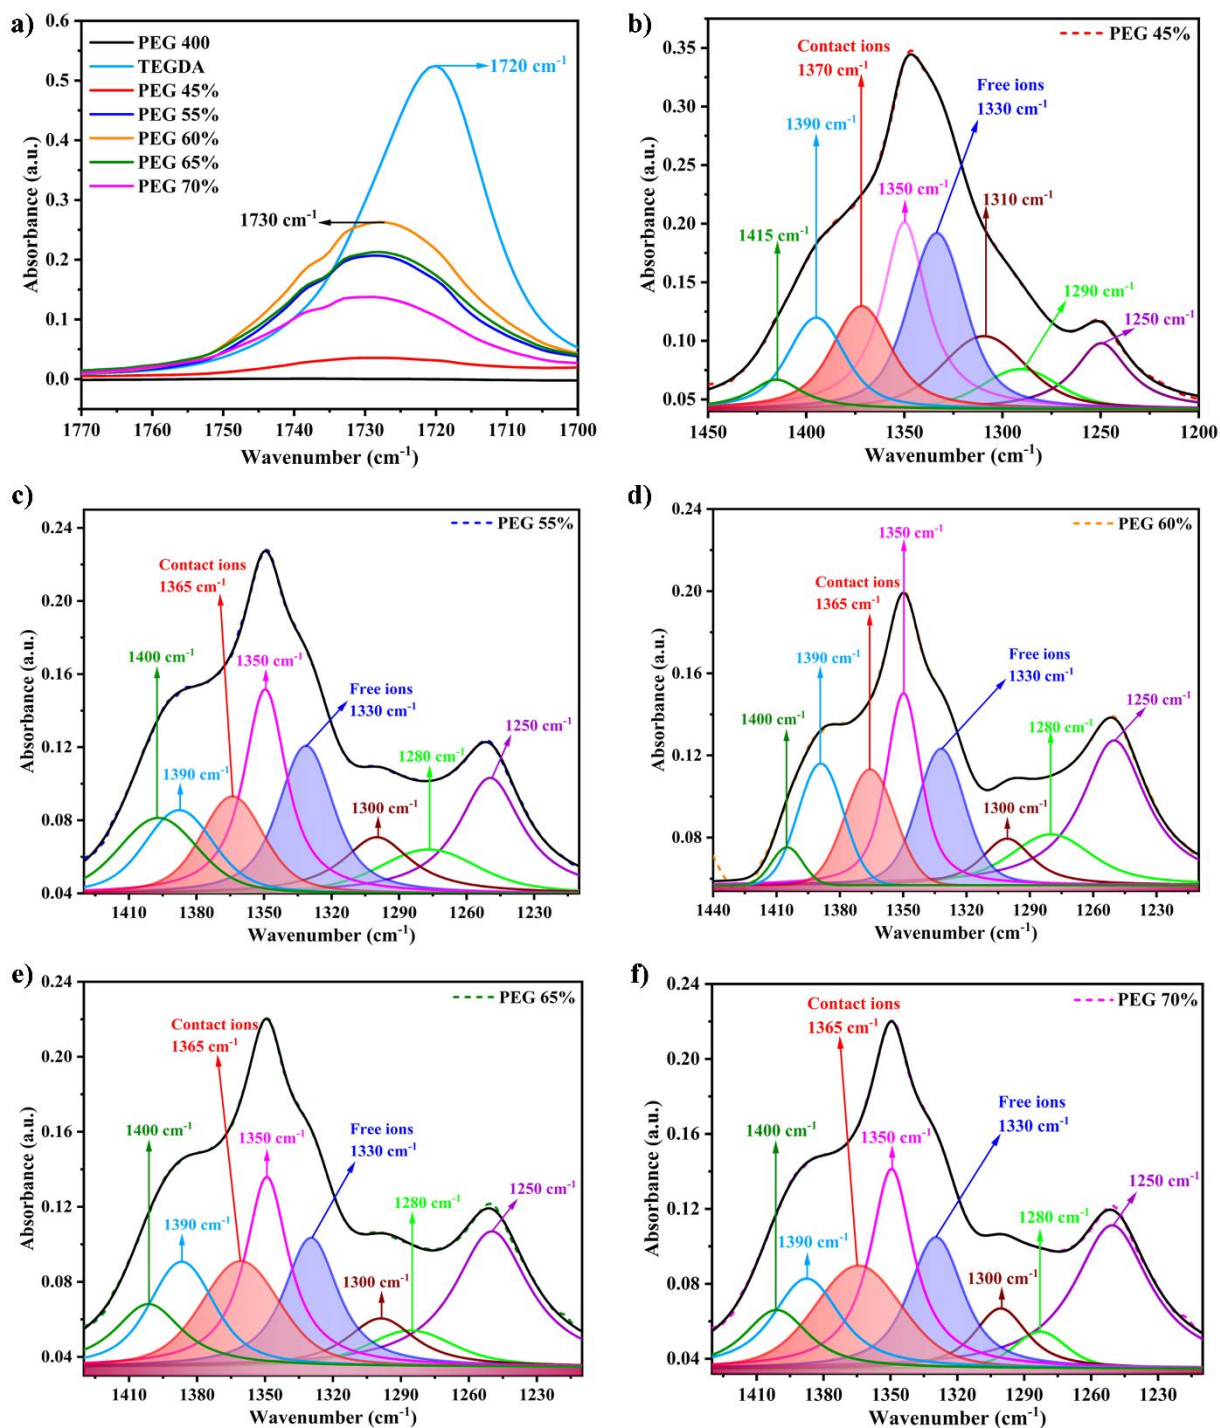 a)
0.6
0.5
0.4
0.3
0.2
0.1
0.0
Absorbance (a.u.)
PEG 400
TEGDA
PEG 45%
PEG 55%
PEG 60%
PEG 65%
PEG 70%
1720 cm⁻¹
1730 cm⁻¹
1770 1760 1750 1740 1730 1720 1710 1700
Wavenumber (cm⁻¹)
b)
0.35
0.30
0.25
0.20
0.15
0.10
0.05
Absorbance (a.u.)
PEG 45%
Contact ions
1370 cm⁻¹
Free ions
1330 cm⁻¹
1390 cm⁻¹
1350 cm⁻¹
1310 cm⁻¹
1415 cm⁻¹
1290 cm⁻¹
1250 cm⁻¹
1450 1400 1350 1300 1250 1200
Wavenumber (cm⁻¹)
c)
0.24
0.20
0.16
0.12
0.08
0.04
Absorbance (a.u.)
PEG 55%
Contact ions
1365 cm⁻¹
1400 cm⁻¹
1350 cm⁻¹
Free ions
1330 cm⁻¹
1250 cm⁻¹
1280 cm⁻¹
1390 cm⁻¹
1300 cm⁻¹
1410 1380 1350 1320 1290 1260 1230
Wavenumber (cm⁻¹)
d)
0.24
0.20
0.16
0.12
0.08
Absorbance (a.u.)
PEG 60%
1350 cm⁻¹
Contact ions
1365 cm⁻¹
1390 cm⁻¹
Free ions
1330 cm⁻¹
1400 cm⁻¹
1280 cm⁻¹
1250 cm⁻¹
1300 cm⁻¹
1440 1410 1380 1350 1320 1290 1260 1230
Wavenumber (cm⁻¹)
e)
0.24
0.20
0.16
0.12
0.08
0.04
Absorbance (a.u.)
PEG 65%
Contact ions
1365 cm⁻¹
1400 cm⁻¹
1350 cm⁻¹
Free ions
1330 cm⁻¹
1280 cm⁻¹
1250 cm⁻¹
1390 cm⁻¹
1300 cm⁻¹
1410 1380 1350 1320 1290 1260 1230
Wavenumber (cm⁻¹)
f)
0.24
0.20
0.16
0.12
0.08
0.04
Absorbance (a.u.)
PEG 70%
Contact ions
1365 cm⁻¹
1400 cm⁻¹
1350 cm⁻¹
Free ions
1330 cm⁻¹
1250 cm⁻¹
1280 cm⁻¹
1390 cm⁻¹
1300 cm⁻¹
1410 1380 1350 1320 1290 1260 1230
Wavenumber (cm⁻¹)